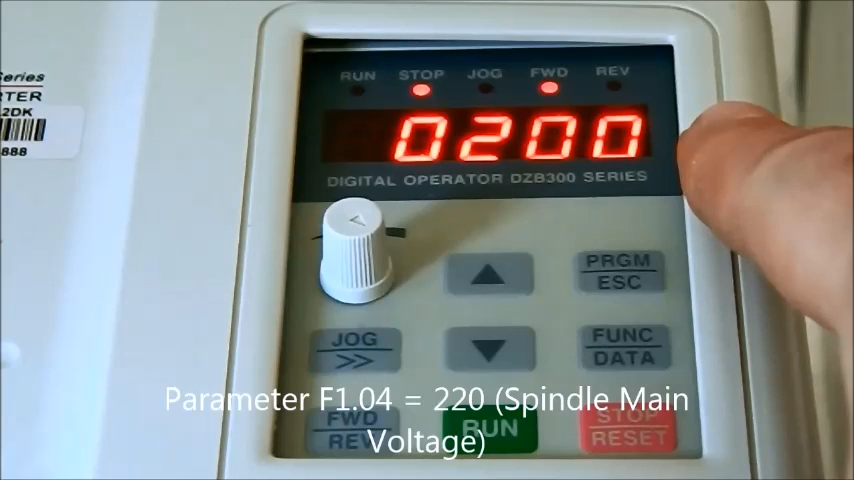 Series
RTER
2DK
888
RUN STOP JOG FWD REV
0200
DIGITAL OPERATOR DZB300 SERIES
PRGM
ESC
JOG
>>
FUNC
DATA
FWD
REV
RUN
STOP
RESET
Parameter F1.04 = 220 (Spindle Main
Voltage)